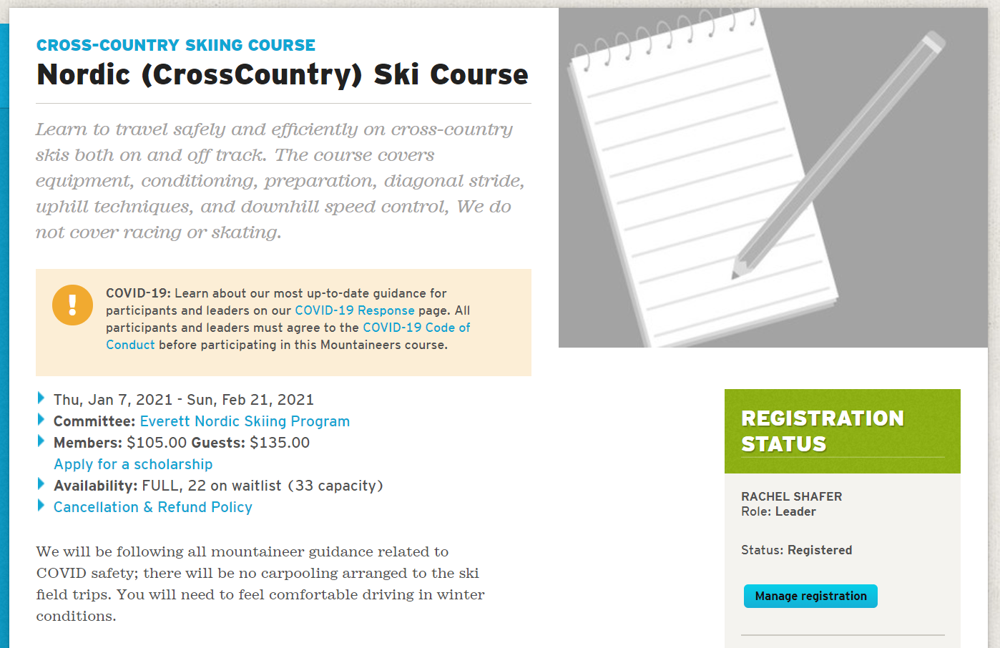 CROSS-COUNTRY SKIING COURSE
Nordic (CrossCountry) Ski Course
Learn to travel safely and efficiently on cross-country
skis both on and off track. The course covers
equipment, conditioning, preparation, diagonal stride,
uphill techniques, and downhill speed control, We do
not cover racing or skating.
COVID-19: Learn about our most up-to-date guidance for
participants and leaders on our COVID-19 Response page. All
participants and leaders must agree to the COVID-19 Code of
Conduct before participating in this Mountaineers course.
Thu, Jan 7, 2021 - Sun, Feb 21, 2021
Committee: Everett Nordic Skiing Program
Members: $105.00 Guests: $135.00
Apply for a scholarship
Availability: FULL, 22 on waitlist (33 capacity)
Cancellation & Refund Policy
We will be following all mountaineer guidance related to
COVID safety; there will be no carpooling arranged to the ski
field trips. You will need to feel comfortable driving in winter
conditions.
REGISTRATION
STATUS
RACHEL SHAFER
Role: Leader
Status: Registered
Manage registration